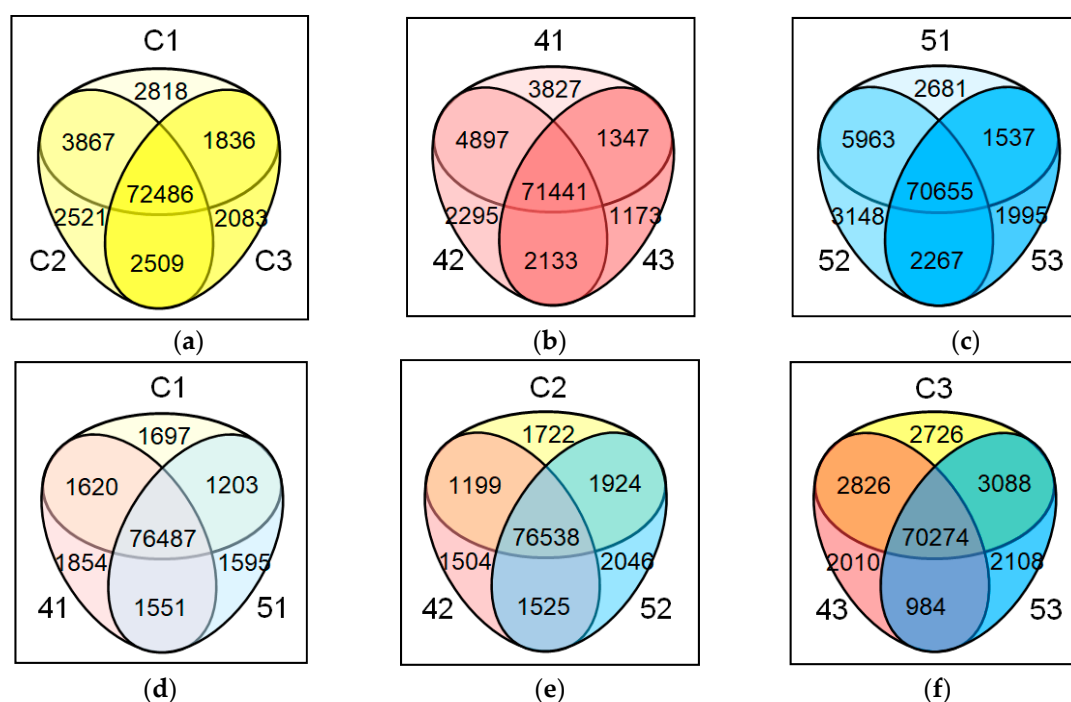 C1 41 51
2818 3827 2681
3867 1836 4897 1347 5963 1537
72486 71441 70655
2521 2083 2295 1173 3148 1995
C2 2509 C3 42 2133 43 52 2267 53
(a) (b) (c)
C1 C2 C3
1697 1722 2726
1620 1203 1199 1924 2826 3088
76487 76538 70274
1854 1595 1504 2046 2010 2108
41 1551 51 42 1525 52 43 984 53
(d) (e) (f)